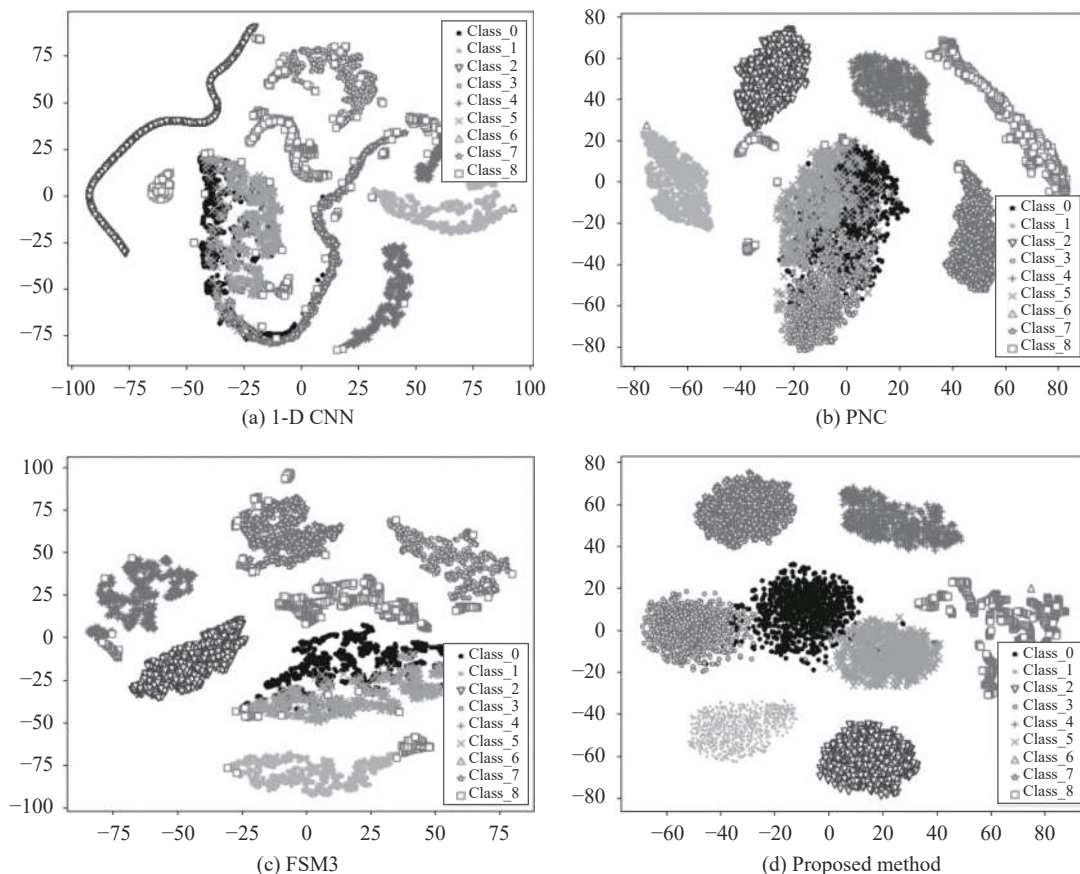 100
75
50
25
0
−25
−50
−75
−100 −75 −50 −25 0 25 50 75 100
Class_0
Class_1
Class_2
Class_3
Class_4
Class_5
Class_6
Class_7
Class_8
(a) 1-D CNN
80
60
40
20
0
−20
−40
−60
−80
−80 −60 −40 −20 0 20 40 60 80
Class_0
Class_1
Class_2
Class_3
Class_4
Class_5
Class_6
Class_7
Class_8
(b) PNC
100
75
50
25
0
−25
−50
−75
−100
−75 −50 −25 0 25 50 75
Class_0
Class_1
Class_2
Class_3
Class_4
Class_5
Class_6
Class_7
Class_8
(c) FSM3
80
60
40
20
0
−20
−40
−60
−80
−60 −40 −20 0 20 40 60 80
Class_0
Class_1
Class_2
Class_3
Class_4
Class_5
Class_6
Class_7
Class_8
(d) Proposed method